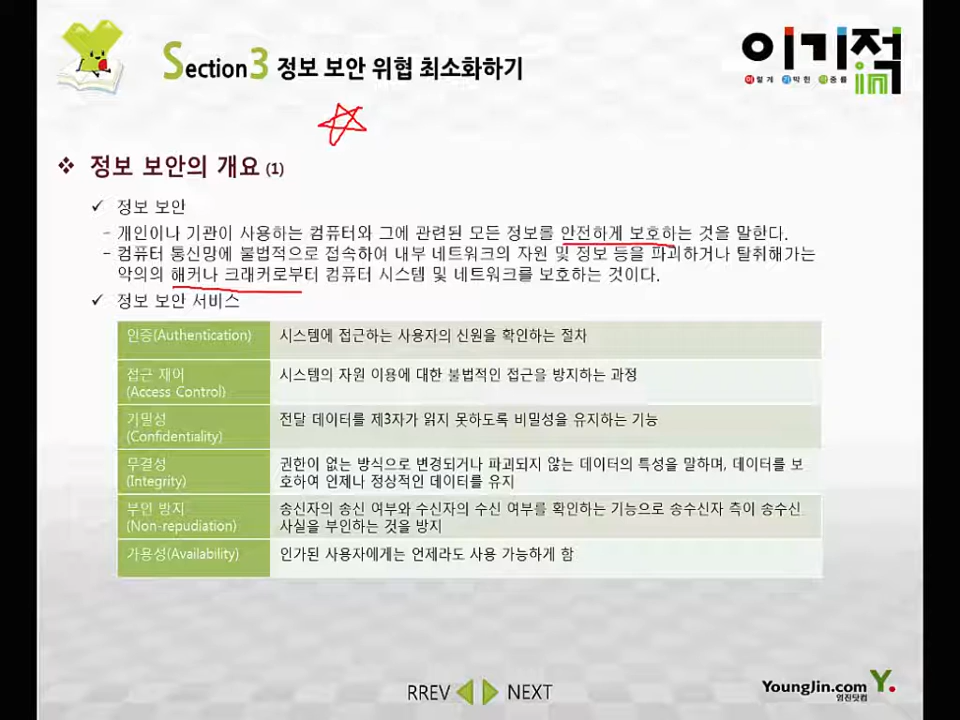 Section3 정보 보안 위협 최소화하기
이기적in
이렇게 기막힌 적중률
❖ 정보 보안의 개요 (1)
✓ 정보 보안
- 개인이나 기관이 사용하는 컴퓨터와 그에 관련된 모든 정보를 안전하게 보호하는 것을 말한다.
- 컴퓨터 통신망에 불법적으로 접속하여 내부 네트워크의 자원 및 정보 등을 파괴하거나 탈취해가는
악의의 해커나 크래커로부터 컴퓨터 시스템 및 네트워크를 보호하는 것이다.
✓ 정보 보안 서비스
인증(Authentication) 시스템에 접근하는 사용자의 신원을 확인하는 절차
접근 제어
(Access Control)
시스템의 자원 이용에 대한 불법적인 접근을 방지하는 과정
기밀성
(Confidentiality)
전달 데이터를 제3자가 읽지 못하도록 비밀성을 유지하는 기능
무결성
(Integrity)
권한이 없는 방식으로 변경되거나 파괴되지 않는 데이터의 특성을 말하며, 데이터를 보
호하여 언제나 정상적인 데이터를 유지
부인 방지
(Non-repudiation)
송신자의 송신 여부와 수신자의 수신 여부를 확인하는 기능으로 송수신자 측이 송수신
사실을 부인하는 것을 방지
가용성(Availability) 인가된 사용자에게는 언제라도 사용 가능하게 함
RREV NEXT
YoungJin.com Y.
영진닷컴